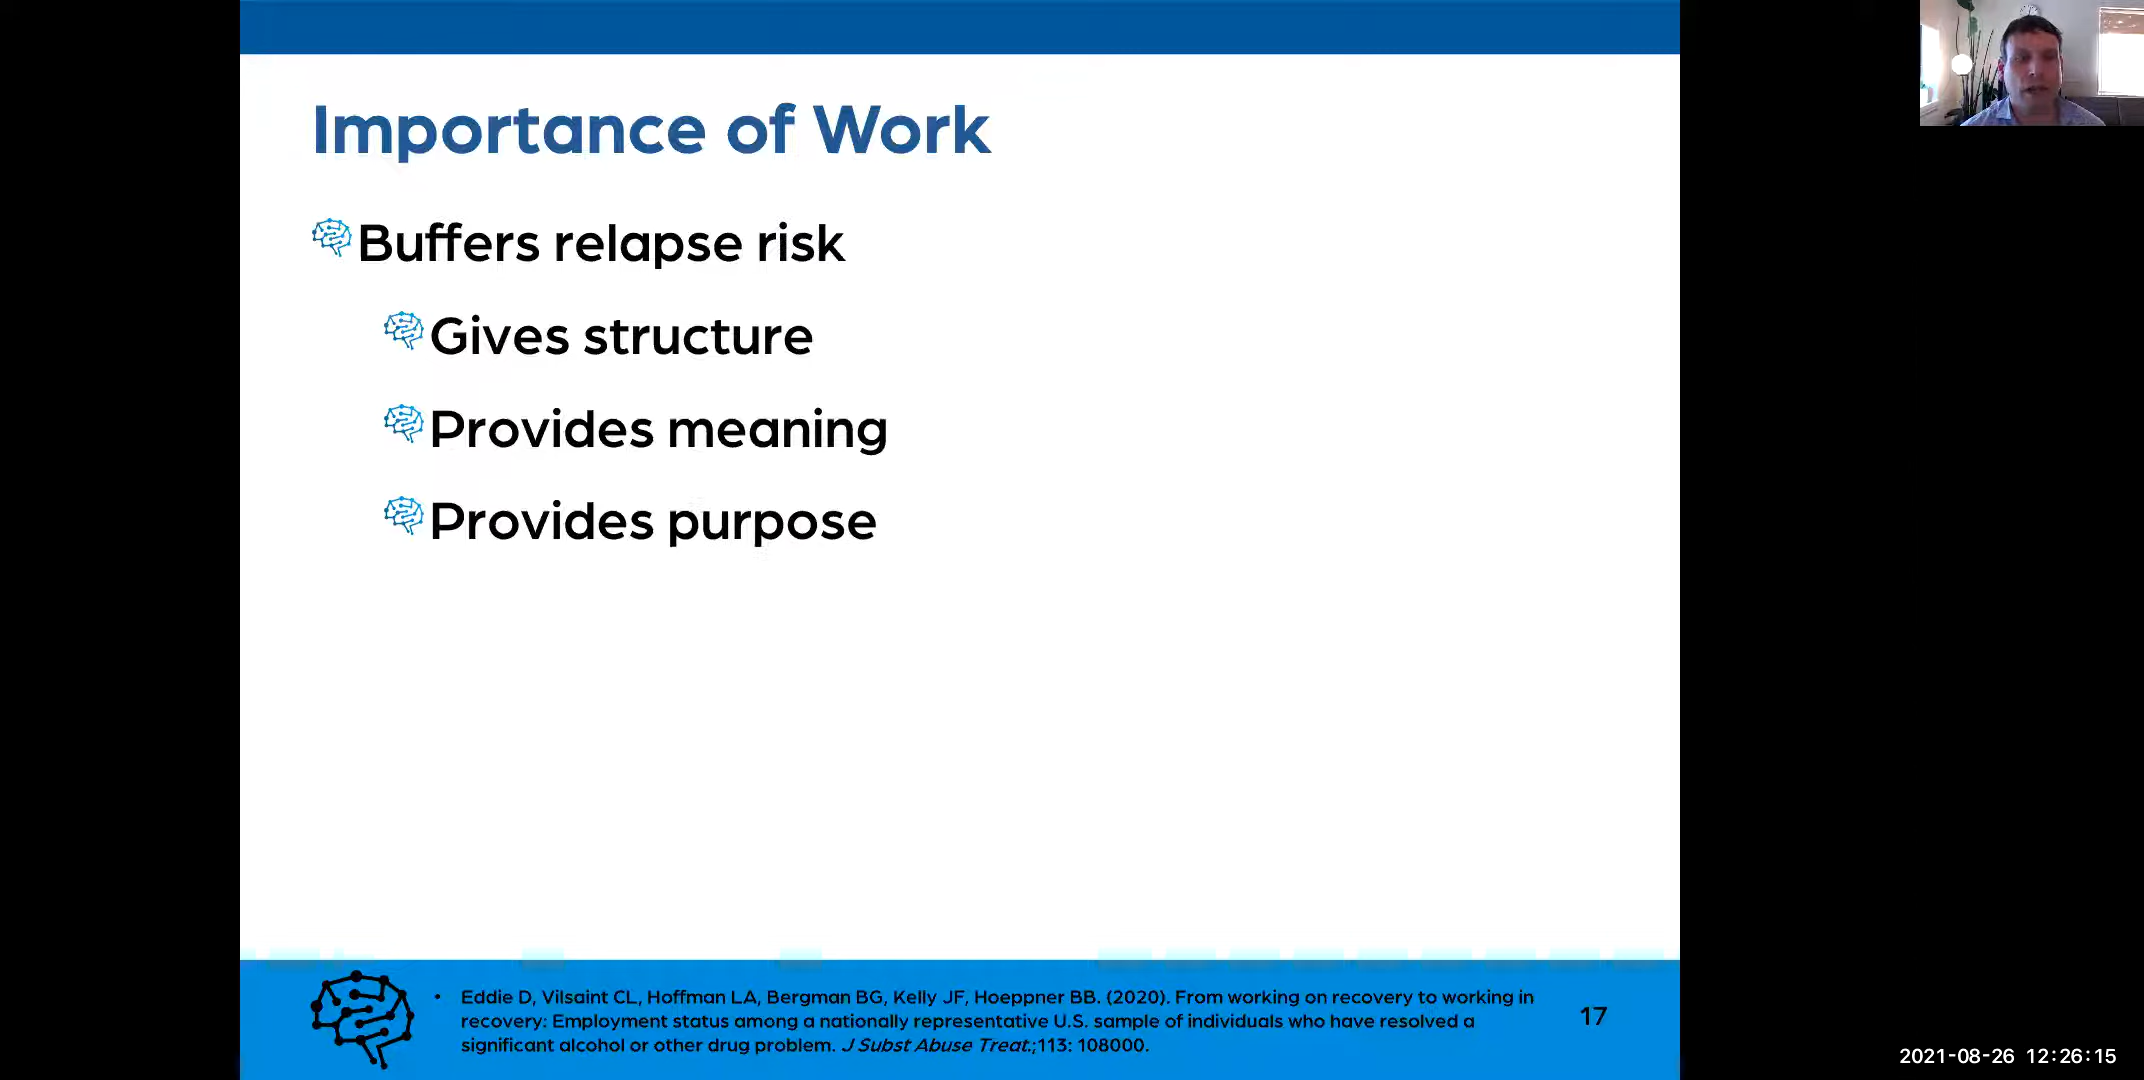 Importance of Work
Buffers relapse risk
Gives structure
Provides meaning
Provides purpose
• Eddie D, Vilsaint CL, Hoffman LA, Bergman BG, Kelly JF, Hoeppner BB. (2020). From working on recovery to working in
recovery: Employment status among a nationally representative U.S. sample of individuals who have resolved a
significant alcohol or other drug problem. J Subst Abuse Treat.;113: 108000.
17
2021-08-26 12:26:15